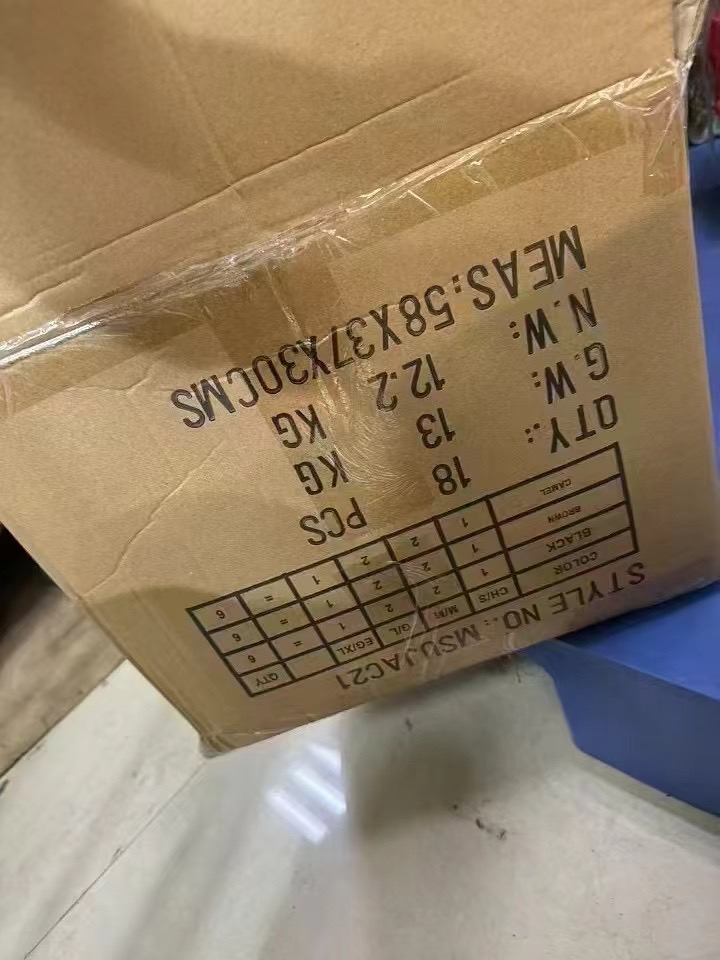 STYLE NO.: MSUJAC21
COLOR CH/S M/M G/L EG/XL QTY
BLACK 1 2 2 1 = 6
BROWN 1 2 2 1 = 6
CAMEL 1 2 2 1 = 6
QTY.: 18 PCS
G.W: 13 KG
N.W: 12.2 KG
MEAS.:58X37X30CMS